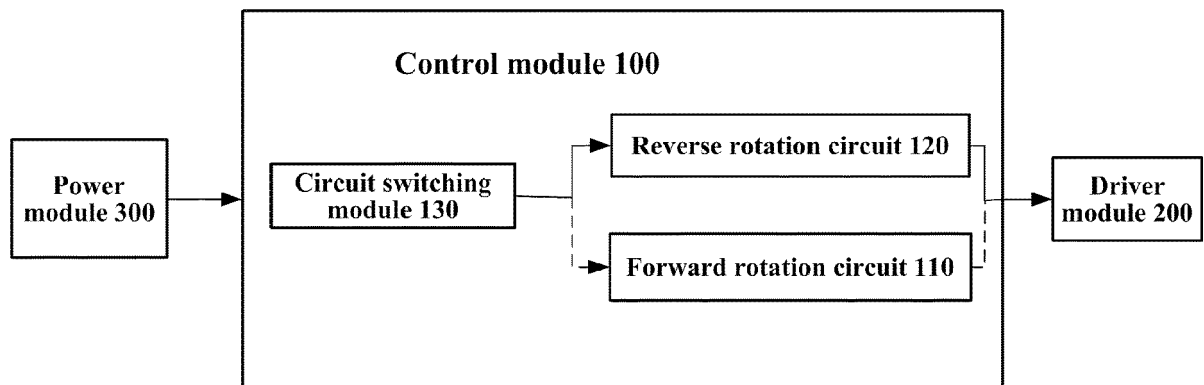 Control module 100
Power
module 300
Circuit switching
module 130
Reverse rotation circuit 120
Forward rotation circuit 110
Driver
module 200